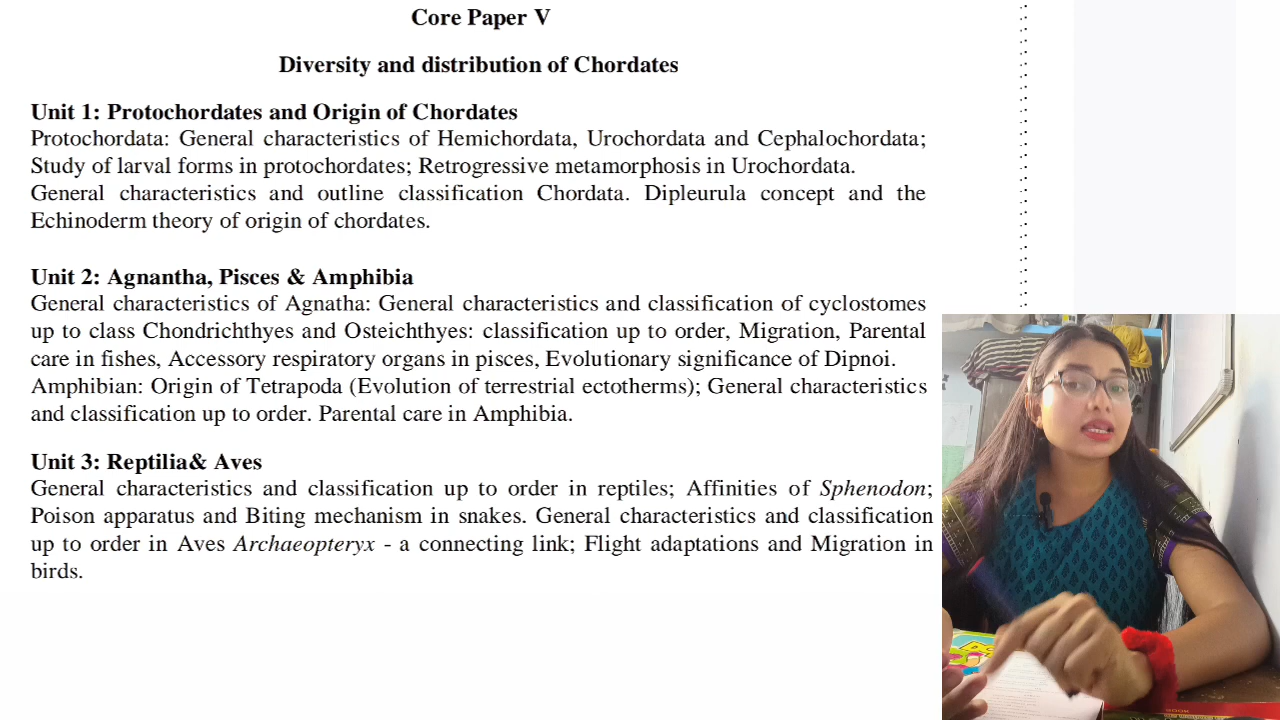 Core Paper V
Diversity and distribution of Chordates
Unit 1: Protochordates and Origin of Chordates
Protochordata: General characteristics of Hemichordata, Urochordata and Cephalochordata;
Study of larval forms in protochordates; Retrogressive metamorphosis in Urochordata.
General characteristics and outline classification Chordata. Dipleurula concept and the
Echinoderm theory of origin of chordates.
Unit 2: Agnantha, Pisces & Amphibia
General characteristics of Agnatha: General characteristics and classification of cyclostomes
up to class Chondrichthyes and Osteichthyes: classification up to order, Migration, Parental
care in fishes, Accessory respiratory organs in pisces, Evolutionary significance of Dipnoi.
Amphibian: Origin of Tetrapoda (Evolution of terrestrial ectotherms); General characteristics
and classification up to order. Parental care in Amphibia.
Unit 3: Reptilia& Aves
General characteristics and classification up to order in reptiles; Affinities of Sphenodon;
Poison apparatus and Biting mechanism in snakes. General characteristics and classification
up to order in Aves Archaeopteryx - a connecting link; Flight adaptations and Migration in
birds.